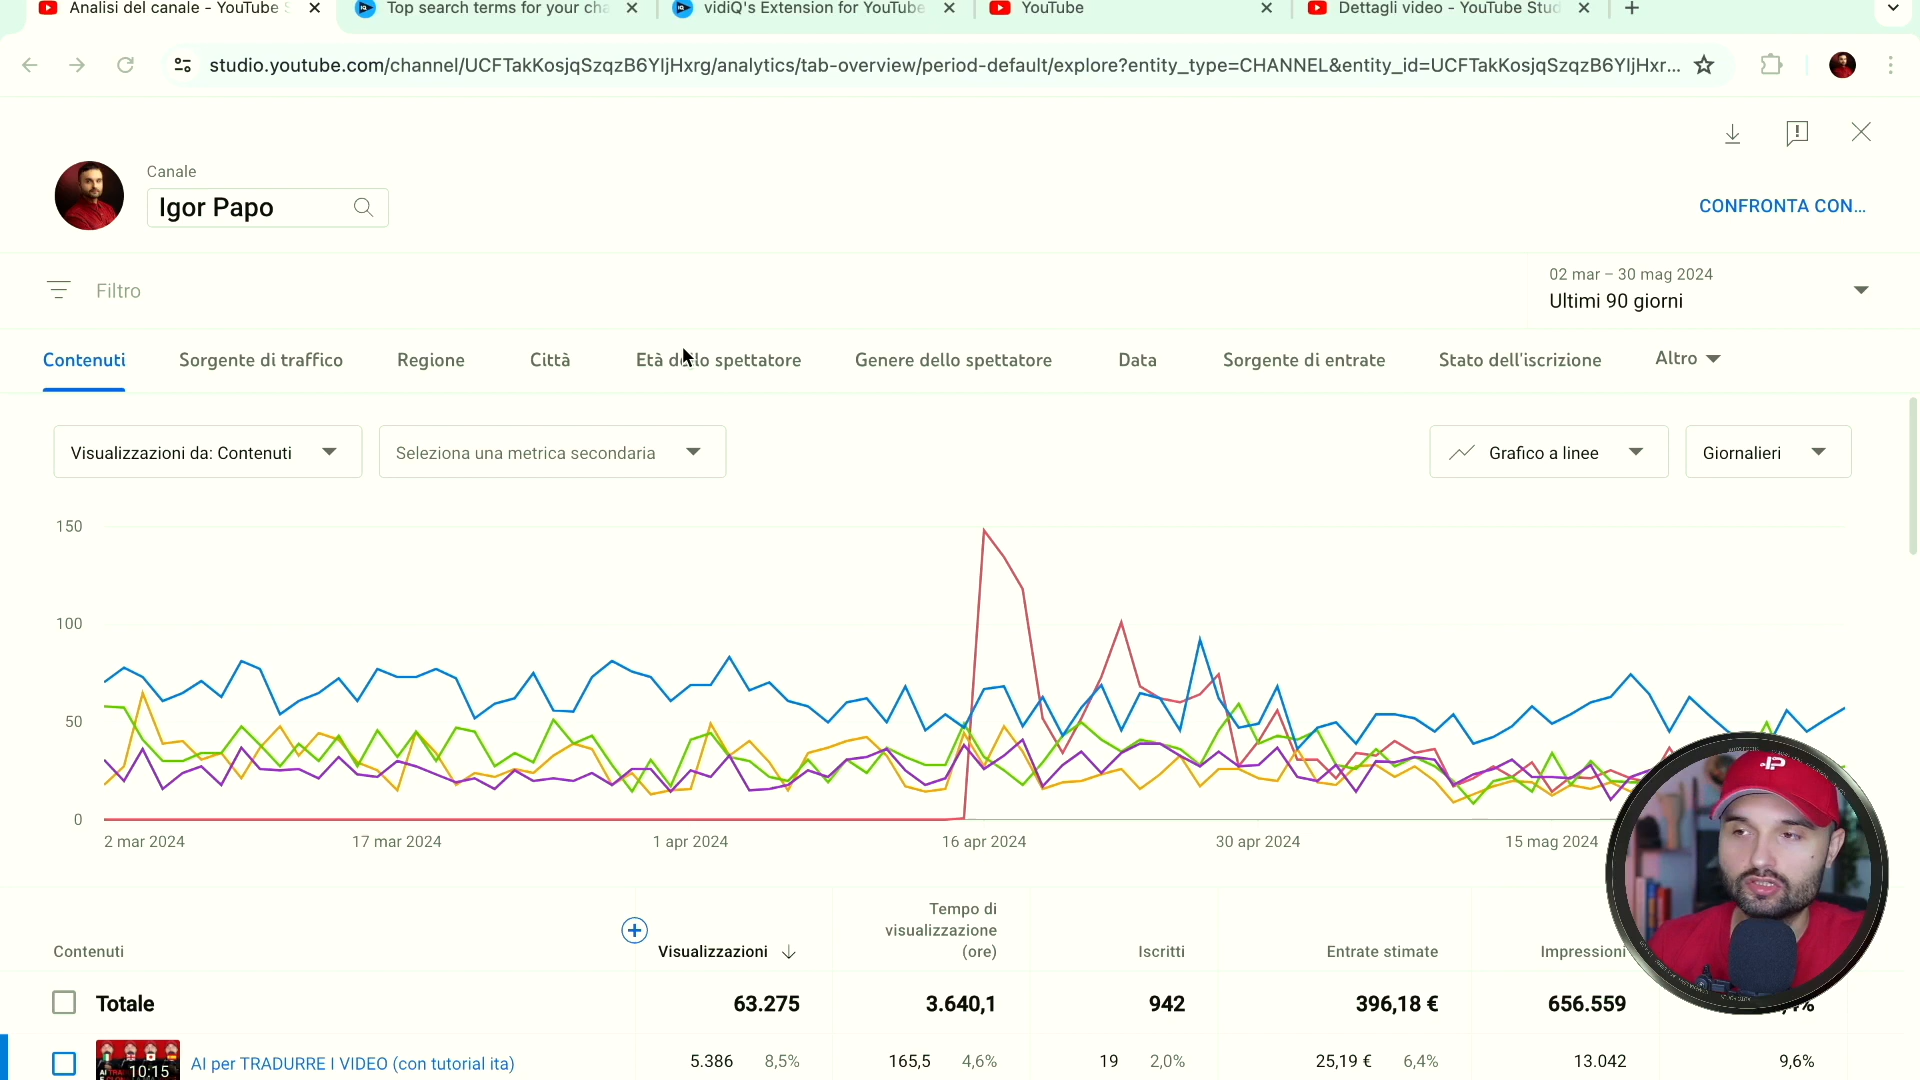 Analisi del canale - YouTube S
Top search terms for your cha
vidiQ's Extension for YouTube
YouTube
Dettagli video - YouTube Stud
studio.youtube.com/channel/UCFTakKosjqSzqzB6YIjHxrg/analytics/tab-overview/period-default/explore?entity_type=CHANNEL&entity_id=UCFTakKosjqSzqzB6YIjHxr...
Canale
Igor Papo
CONFRONTA CON...
Filtro
02 mar – 30 mag 2024
Ultimi 90 giorni
Contenuti Sorgente di traffico Regione Città Età dello spettatore Genere dello spettatore Data Sorgente di entrate Stato dell'iscrizione Altro
Visualizzazioni da: Contenuti Seleziona una metrica secondaria Grafico a linee Giornalieri
150
100
50
0
2 mar 2024 17 mar 2024 1 apr 2024 16 apr 2024 30 apr 2024 15 mag 2024
Contenuti Visualizzazioni Tempo di visualizzazione (ore) Iscritti Entrate stimate Impressioni
Totale 63.275 3.640,1 942 396,18 € 656.559
10:15 AI per TRADURRE I VIDEO (con tutorial ita) 5.386 8,5% 165,5 4,6% 19 2,0% 25,19 € 6,4% 13.042 9,6%